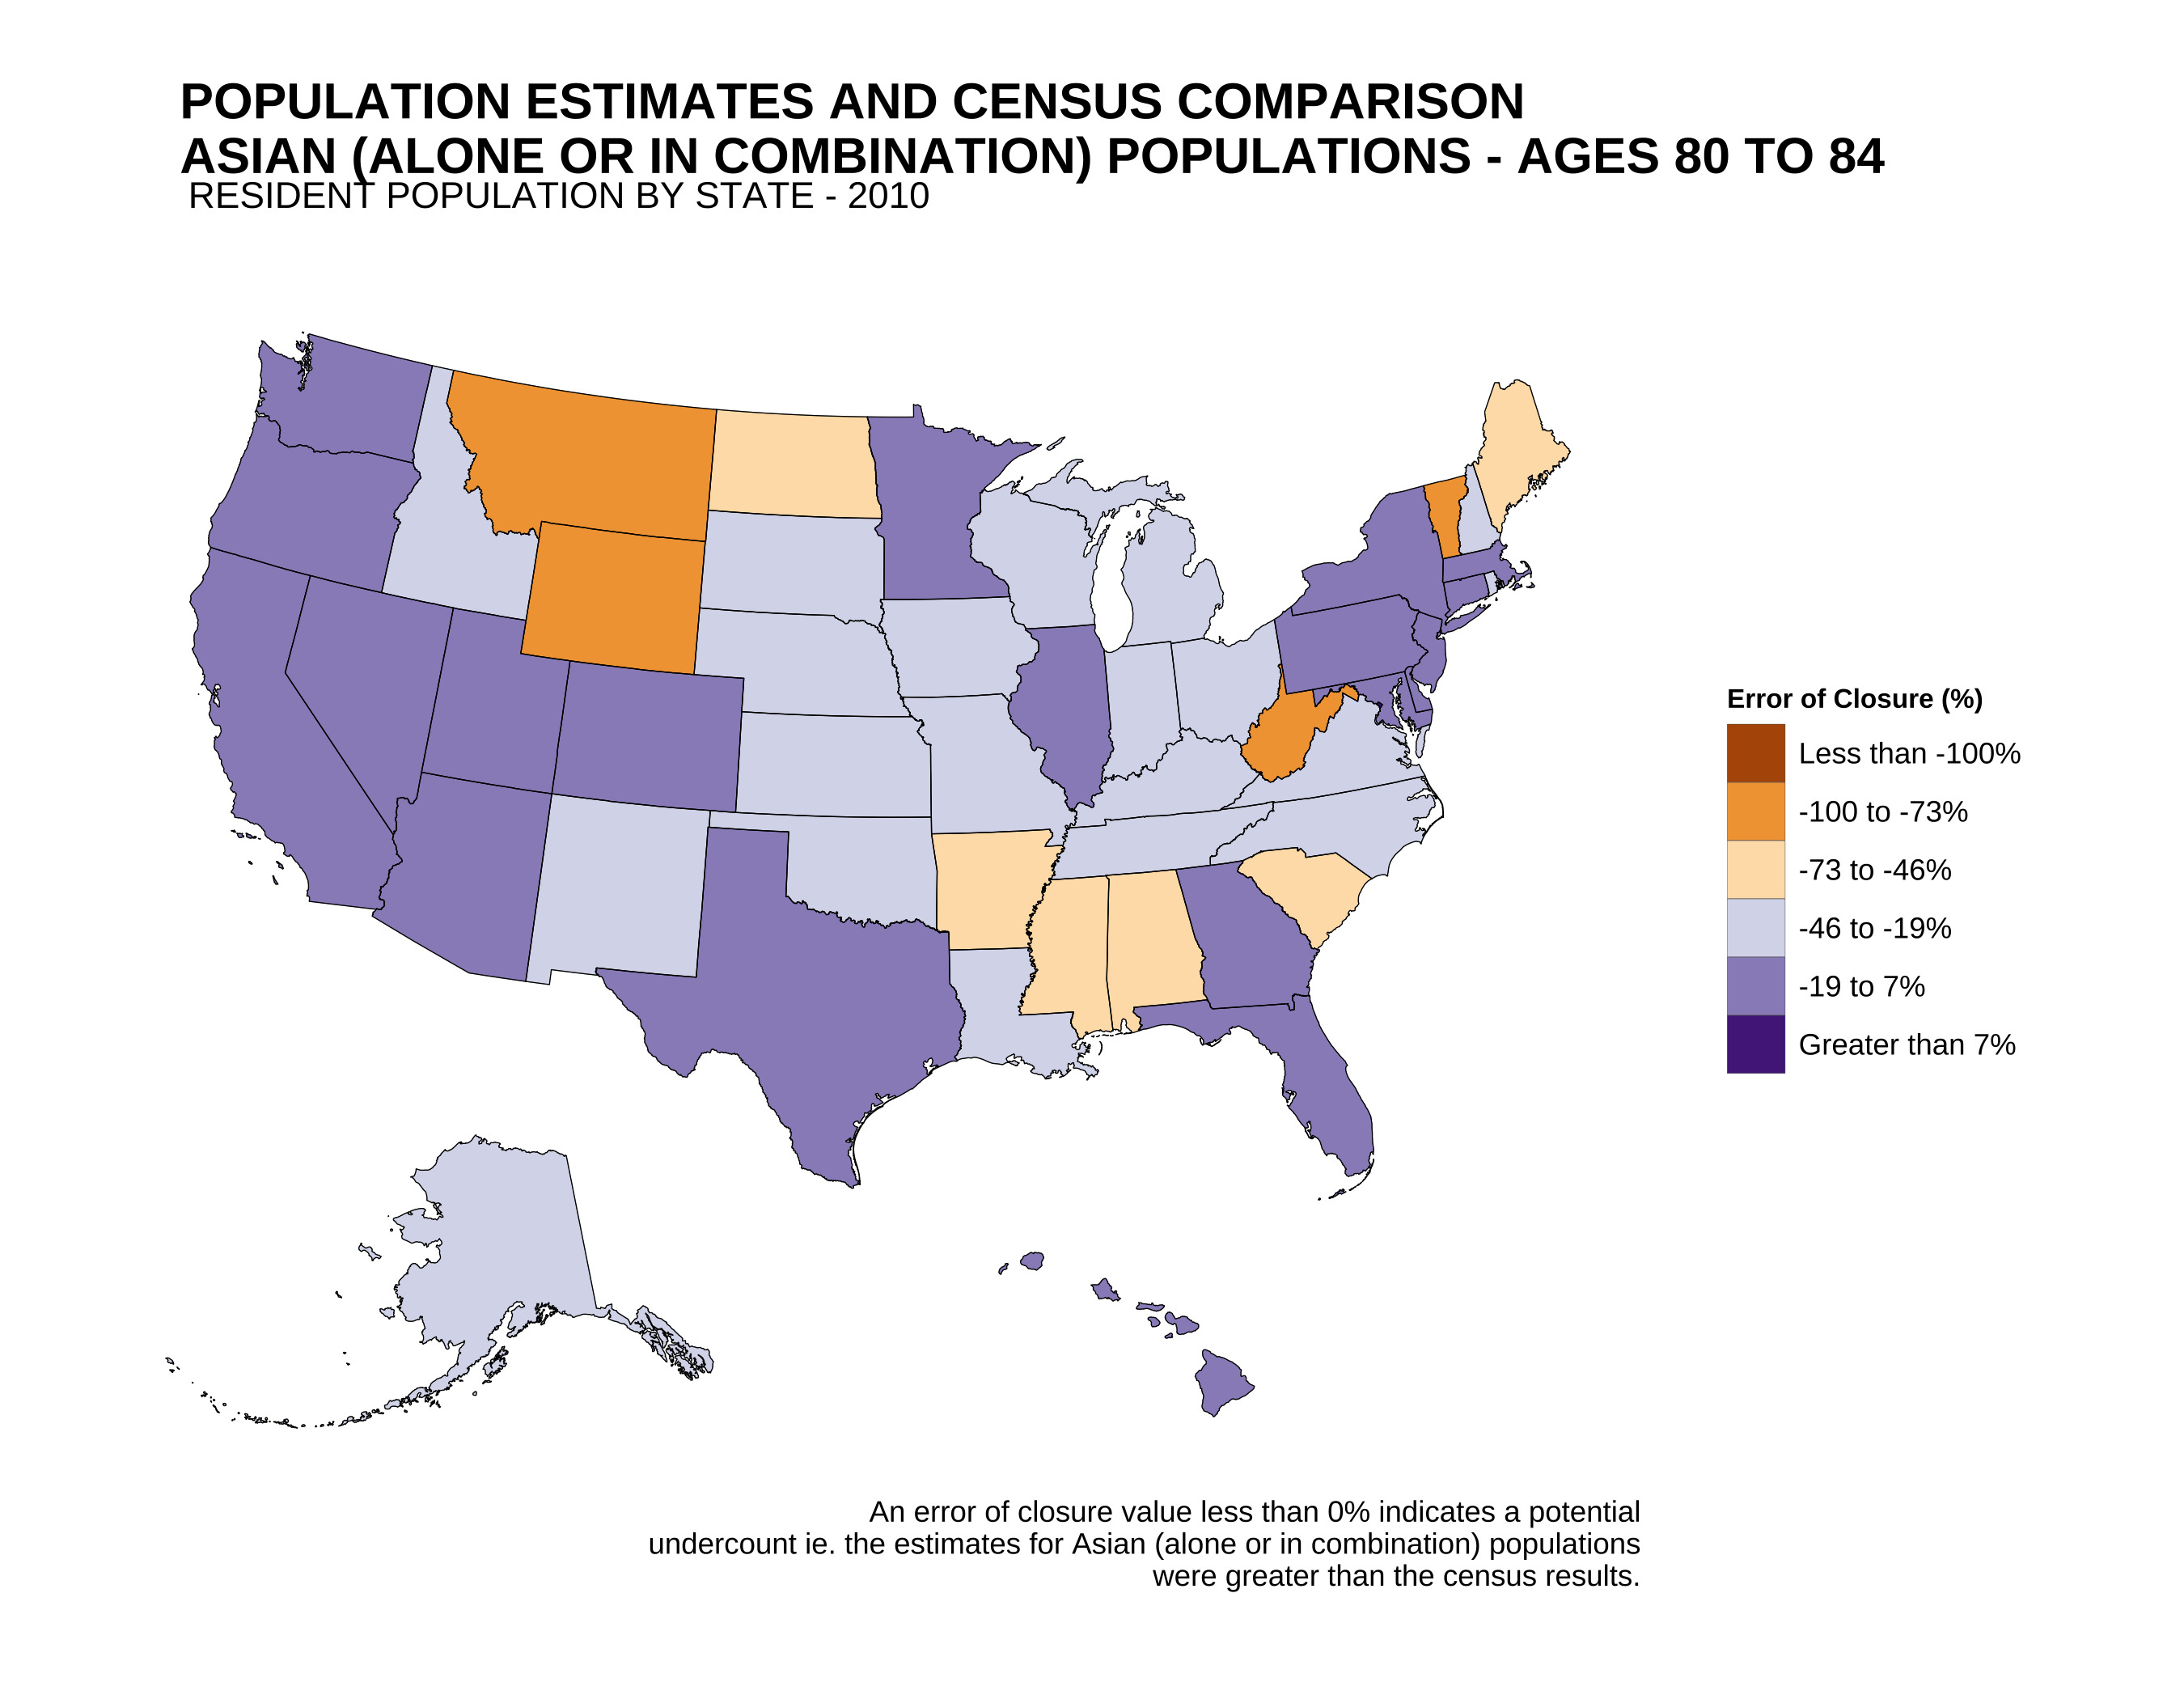 POPULATION ESTIMATES AND CENSUS COMPARISON
ASIAN (ALONE OR IN COMBINATION) POPULATIONS - AGES 80 TO 84
RESIDENT POPULATION BY STATE - 2010
Error of Closure (%)
Less than -100%
-100 to -73%
-73 to -46%
-46 to -19%
-19 to 7%
Greater than 7%
An error of closure value less than 0% indicates a potential
undercount ie. the estimates for Asian (alone or in combination) populations
were greater than the census results.